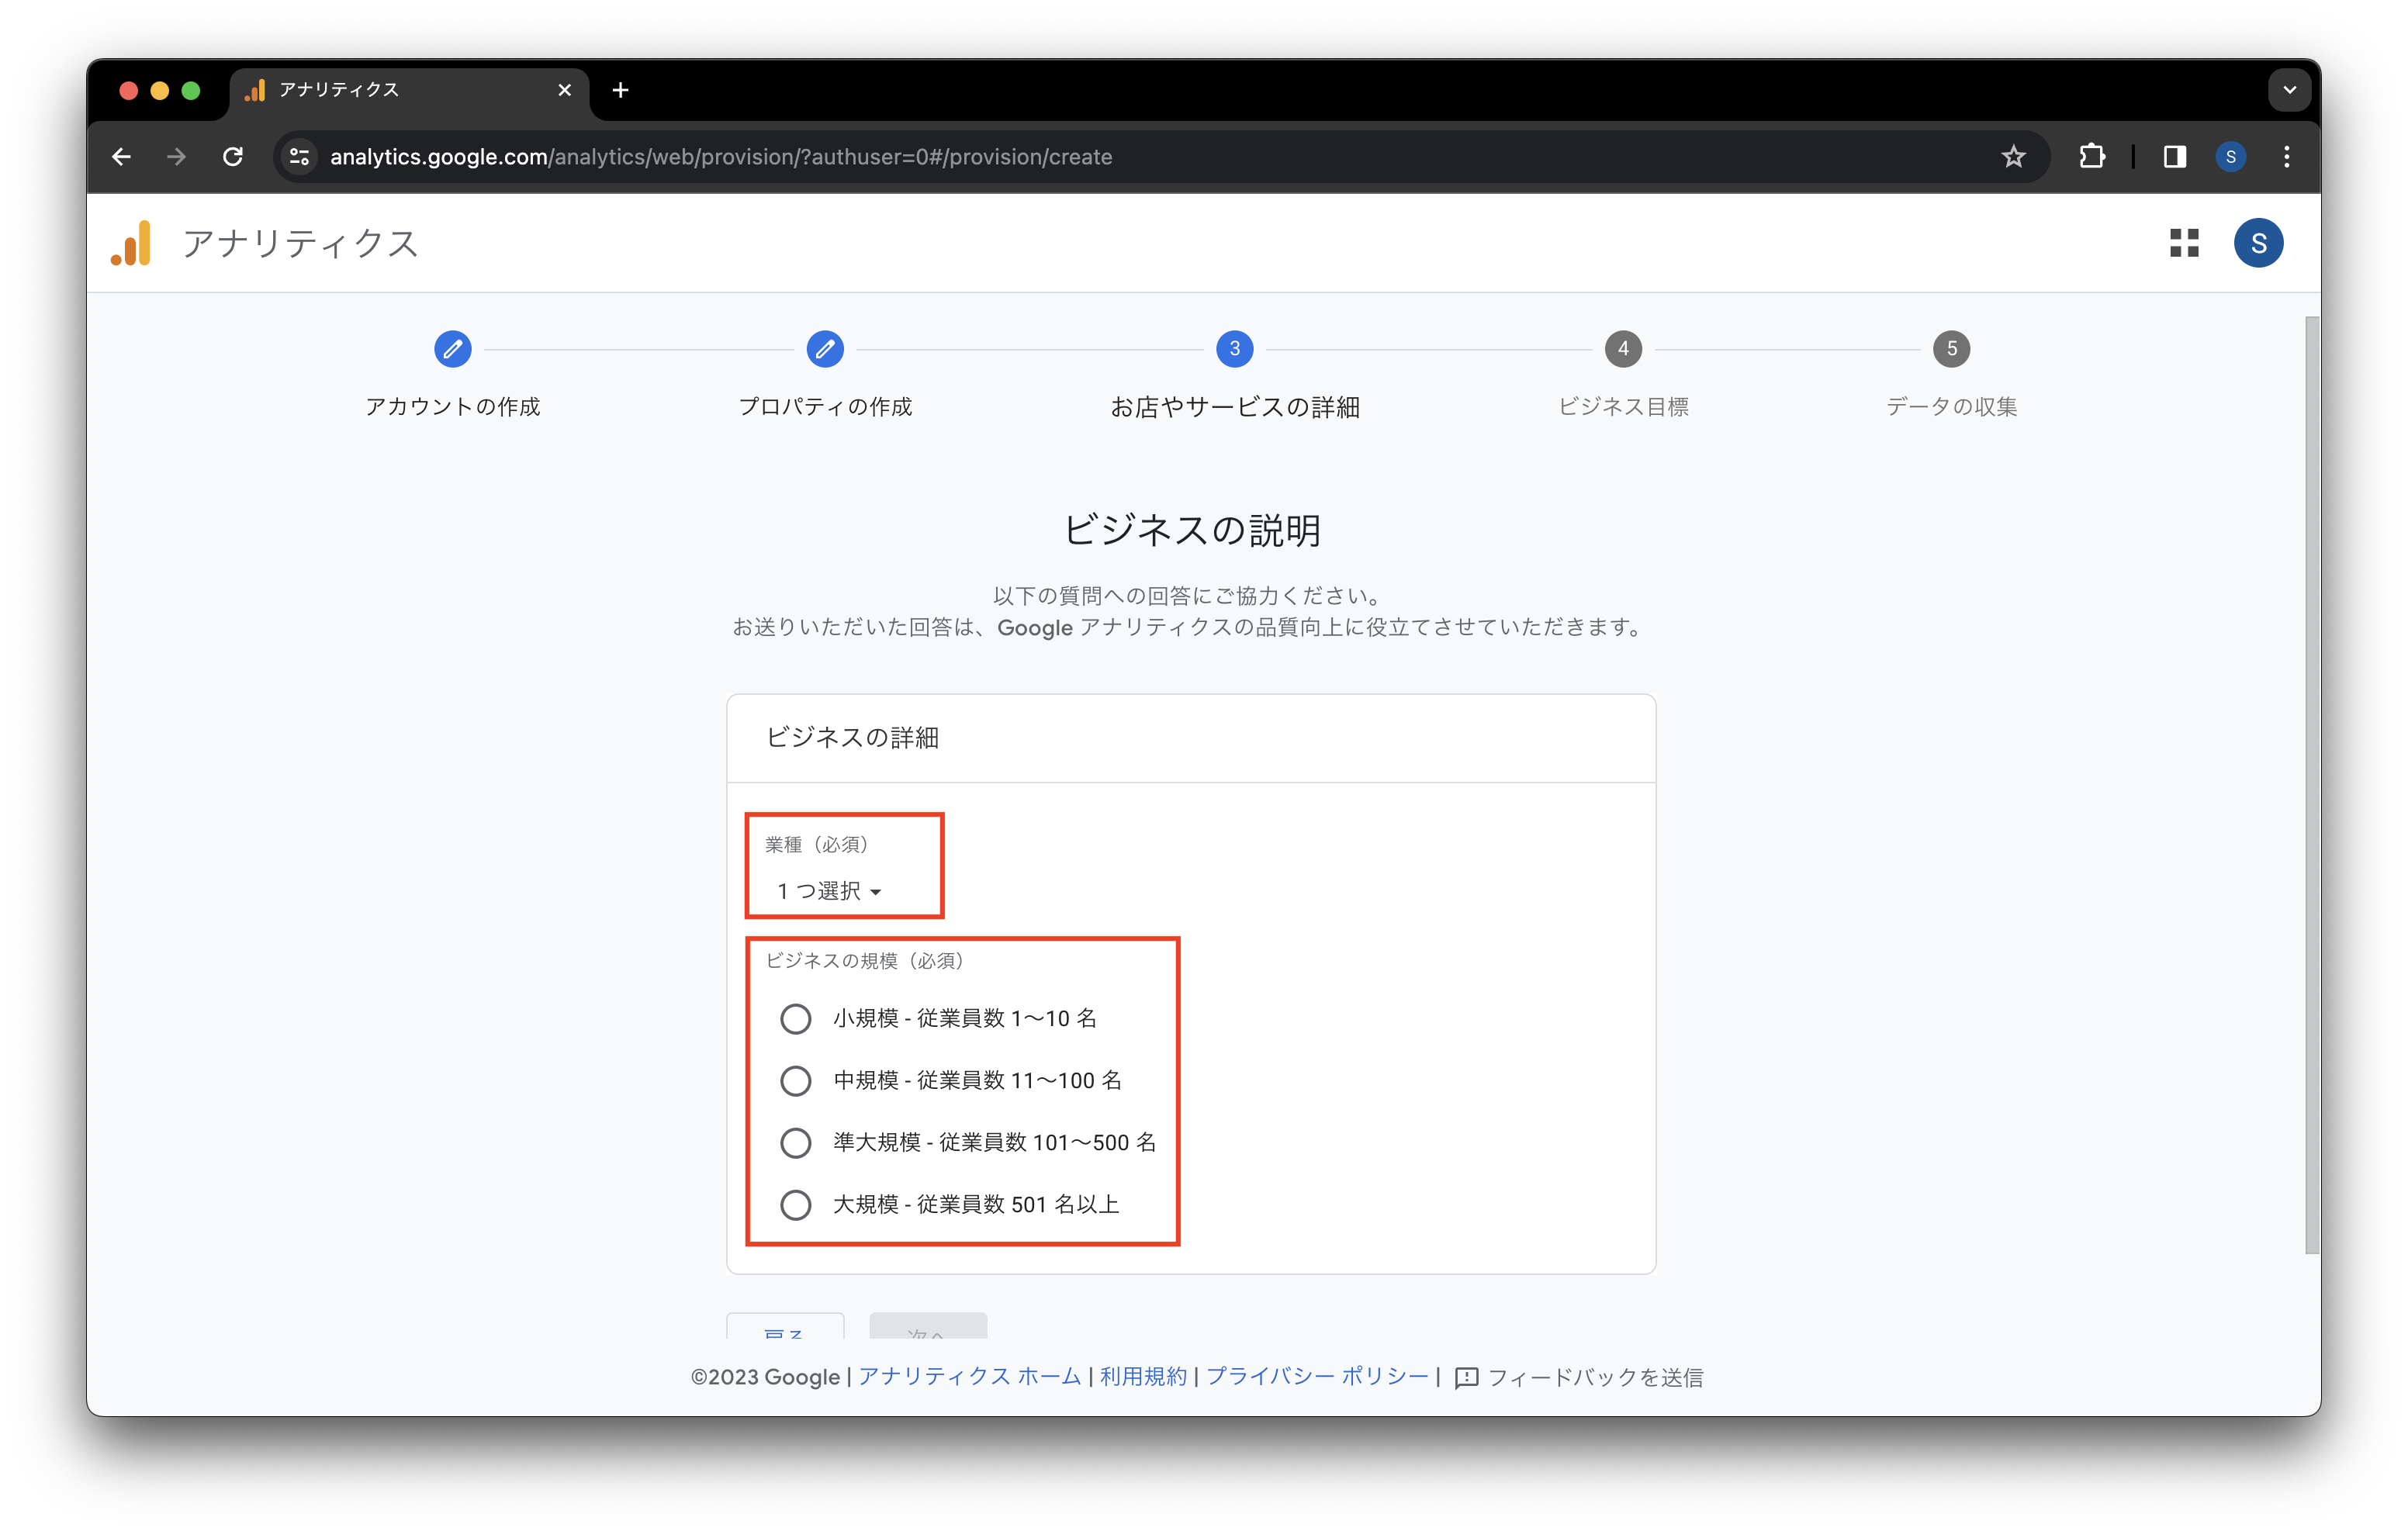 アナリティクス
analytics.google.com/analytics/web/provision/?authuser=0#/provision/create
S
アナリティクス
S
3
4
5
アカウントの作成
プロパティの作成
お店やサービスの詳細
ビジネス目標
データの収集
ビジネスの説明
以下の質問への回答にご協力ください。
お送りいただいた回答は、Google アナリティクスの品質向上に役立てさせていただきます。
ビジネスの詳細
業種（必須）
1 つ選択
ビジネスの規模（必須）
小規模 - 従業員数 1～10 名
中規模 - 従業員数 11～100 名
準大規模 - 従業員数 101～500 名
大規模 - 従業員数 501 名以上
戻る
次へ
©2023 Google | アナリティクス ホーム | 利用規約 | プライバシー ポリシー | フィードバックを送信